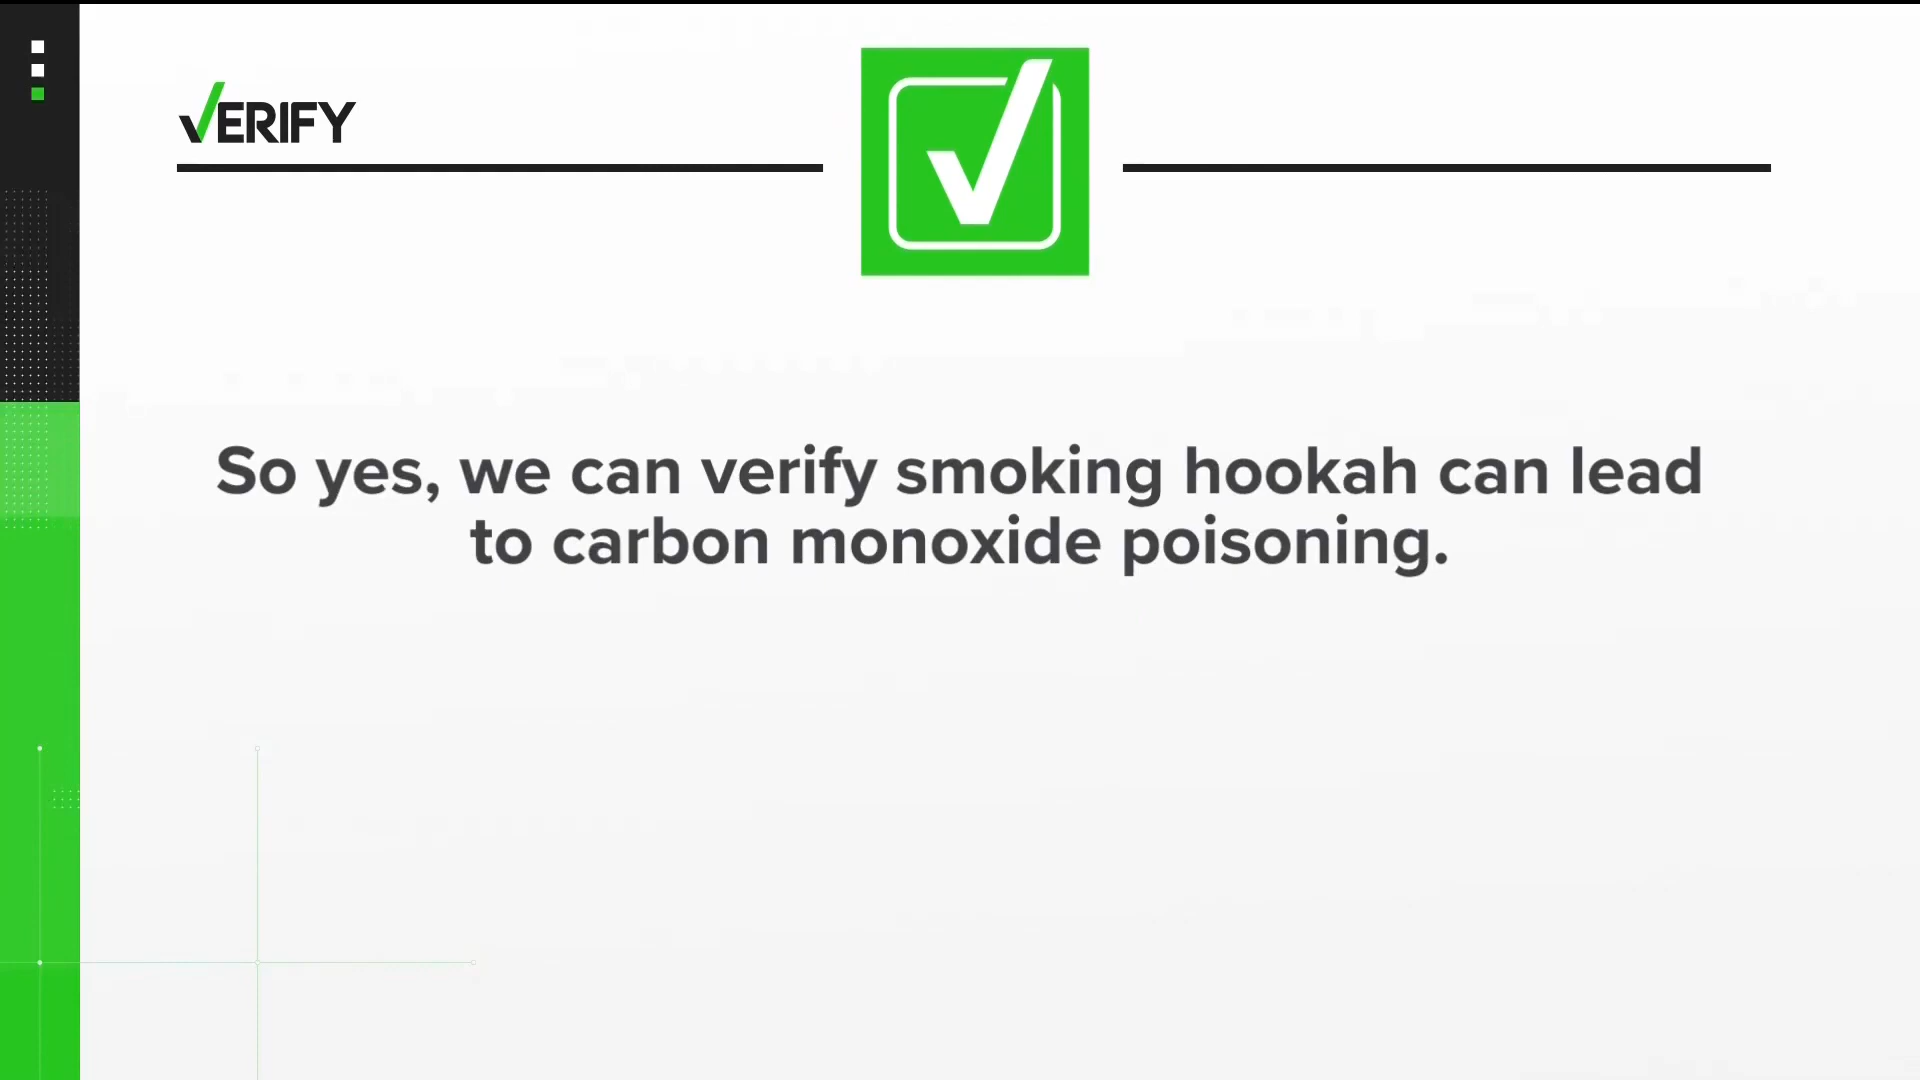 VERIFY
So yes, we can verify smoking hookah can lead
to carbon monoxide poisoning.